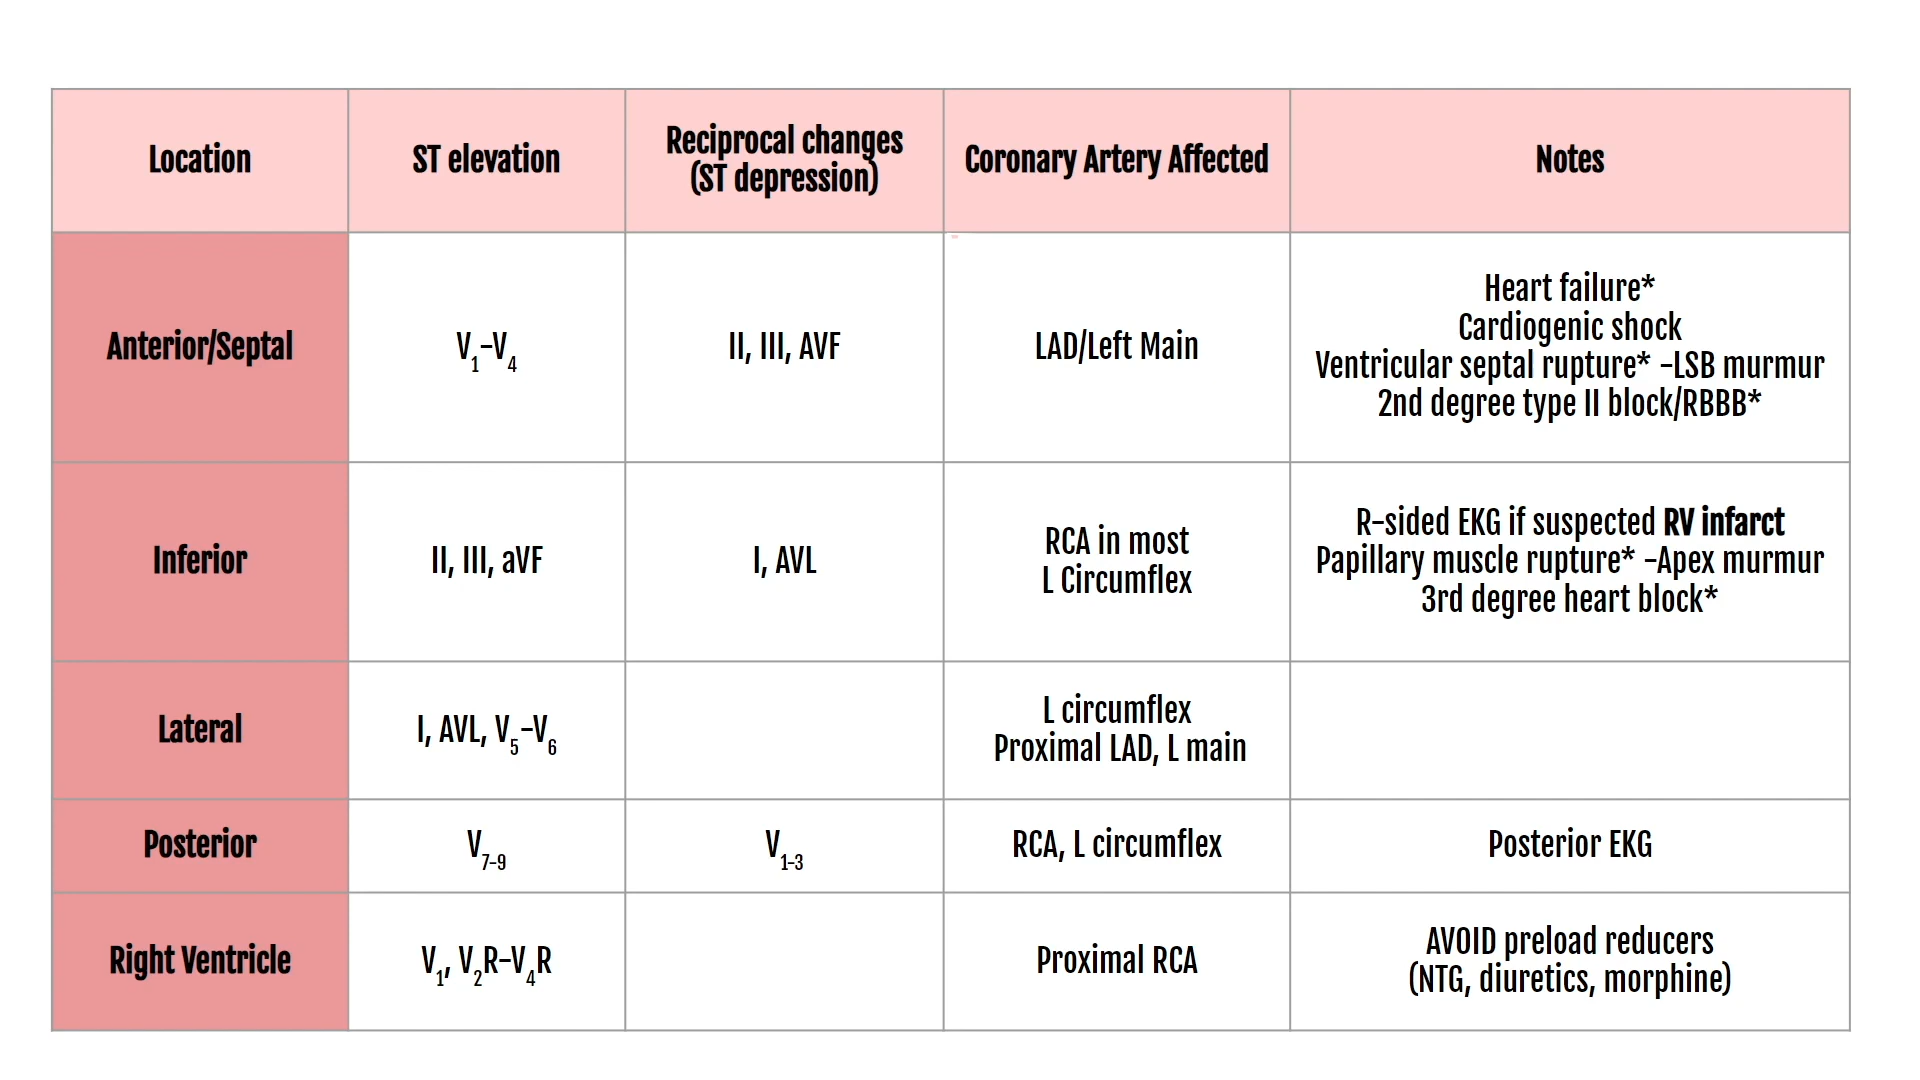 Location
ST elevation
Reciprocal changes
(ST depression)
Coronary Artery Affected
Notes
Anterior/Septal
V1-V4
II, III, AVF
LAD/Left Main
Heart failure*
Cardiogenic shock
Ventricular septal rupture* -LSB murmur
2nd degree type II block/RBBB*
Inferior
II, III, aVF
I, AVL
RCA in most
L Circumflex
R-sided EKG if suspected RV infarct
Papillary muscle rupture* -Apex murmur
3rd degree heart block*
Lateral
I, AVL, V5-V6
L circumflex
Proximal LAD, L main
Posterior
V7-9
V1-3
RCA, L circumflex
Posterior EKG
Right Ventricle
V1, V2R-V4R
Proximal RCA
AVOID preload reducers
(NTG, diuretics, morphine)